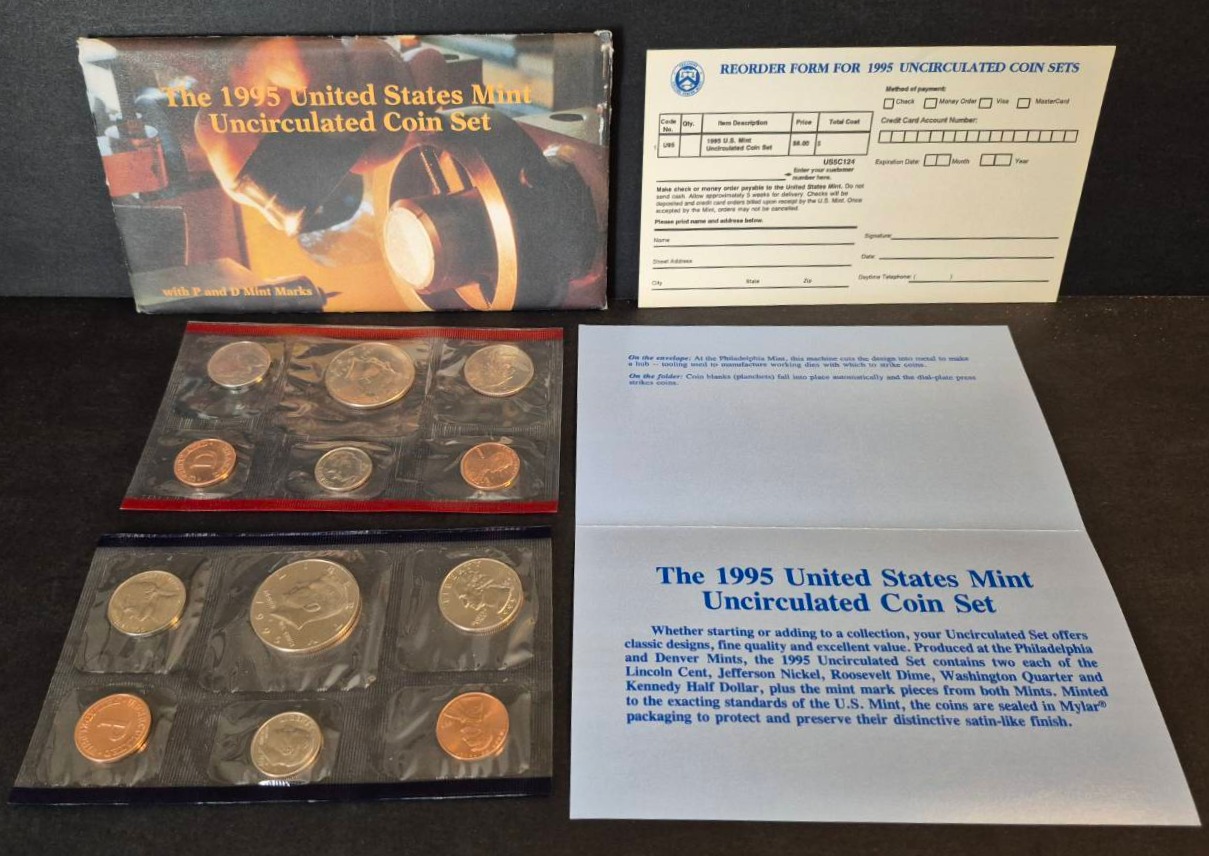 The 1995 United States Mint
Uncirculated Coin Set
with P and D Mint Marks
REORDER FORM FOR 1995 UNCIRCULATED COIN SETS
Method of payment:
Check Money Order Visa MasterCard
Code No. Qty. Item Description Price Total Cost
U95 1995 U.S. Mint Uncirculated Coin Set $8.00 $
Credit Card Account Number:
US5C124
Enter your customer
number here.
Expiration Date: Month Year
Make check or money order payable to the United States Mint. Do not
send cash. Allow approximately 5 weeks for delivery. Checks will be
deposited and credit card orders billed upon receipt by the U.S. Mint. Once
accepted by the Mint, orders may not be cancelled.
Please print name and address below.
Name
Street Address
City State Zip
Signature:
Date:
Daytime Telephone: ( )
On the envelope: At the Philadelphia Mint, this machine cuts the design into metal to make
a hub – tooling used to manufacture working dies with which to strike coins.
On the folder: Coin blanks (planchets) fall into place automatically and the dial-plate press
strikes coins.
The 1995 United States Mint
Uncirculated Coin Set
Whether starting or adding to a collection, your Uncirculated Set offers
classic designs, fine quality and excellent value. Produced at the Philadelphia
and Denver Mints, the 1995 Uncirculated Set contains two each of the
Lincoln Cent, Jefferson Nickel, Roosevelt Dime, Washington Quarter and
Kennedy Half Dollar, plus the mint mark pieces from both Mints. Minted
to the exacting standards of the U.S. Mint, the coins are sealed in Mylar®
packaging to protect and preserve their distinctive satin-like finish.
D
P